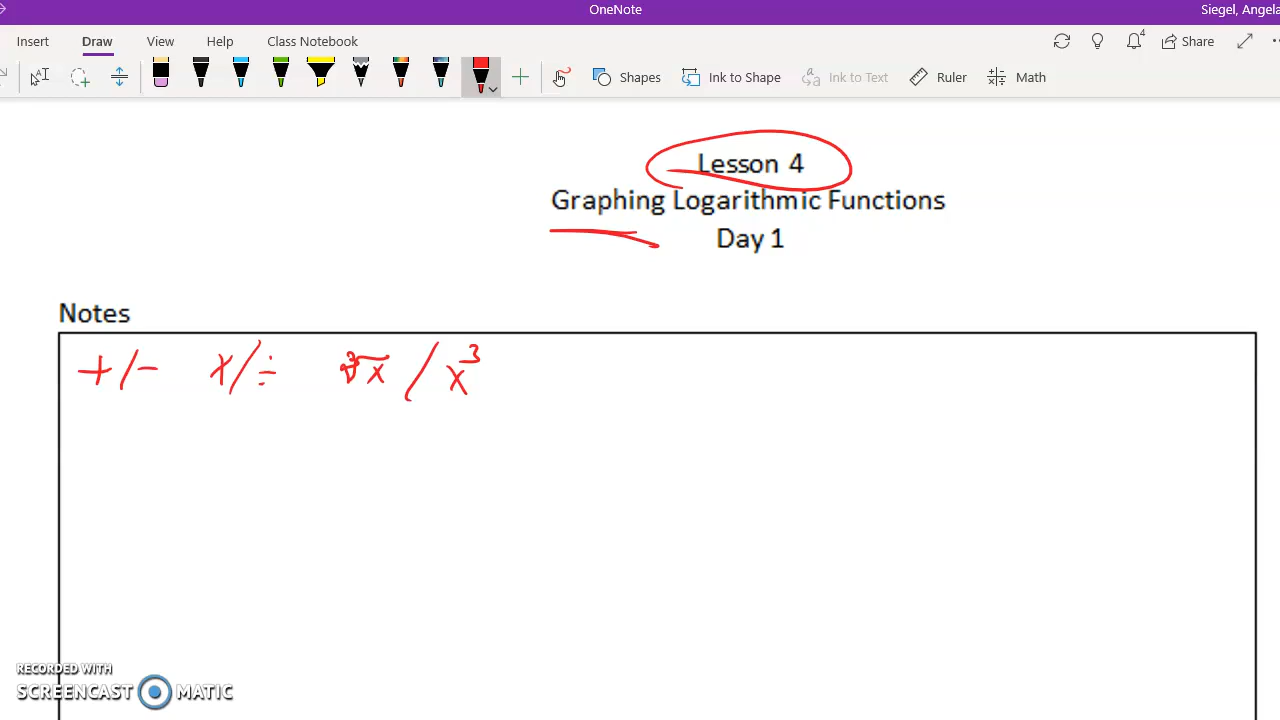 OneNote
Siegel, Angela
Insert Draw View Help Class Notebook
4 Share
Shapes Ink to Shape Ink to Text Ruler Math
Lesson 4
Graphing Logarithmic Functions
Day 1
Notes
+/- x/÷ ∛x / x³
RECORDED WITH
SCREENCAST MATIC